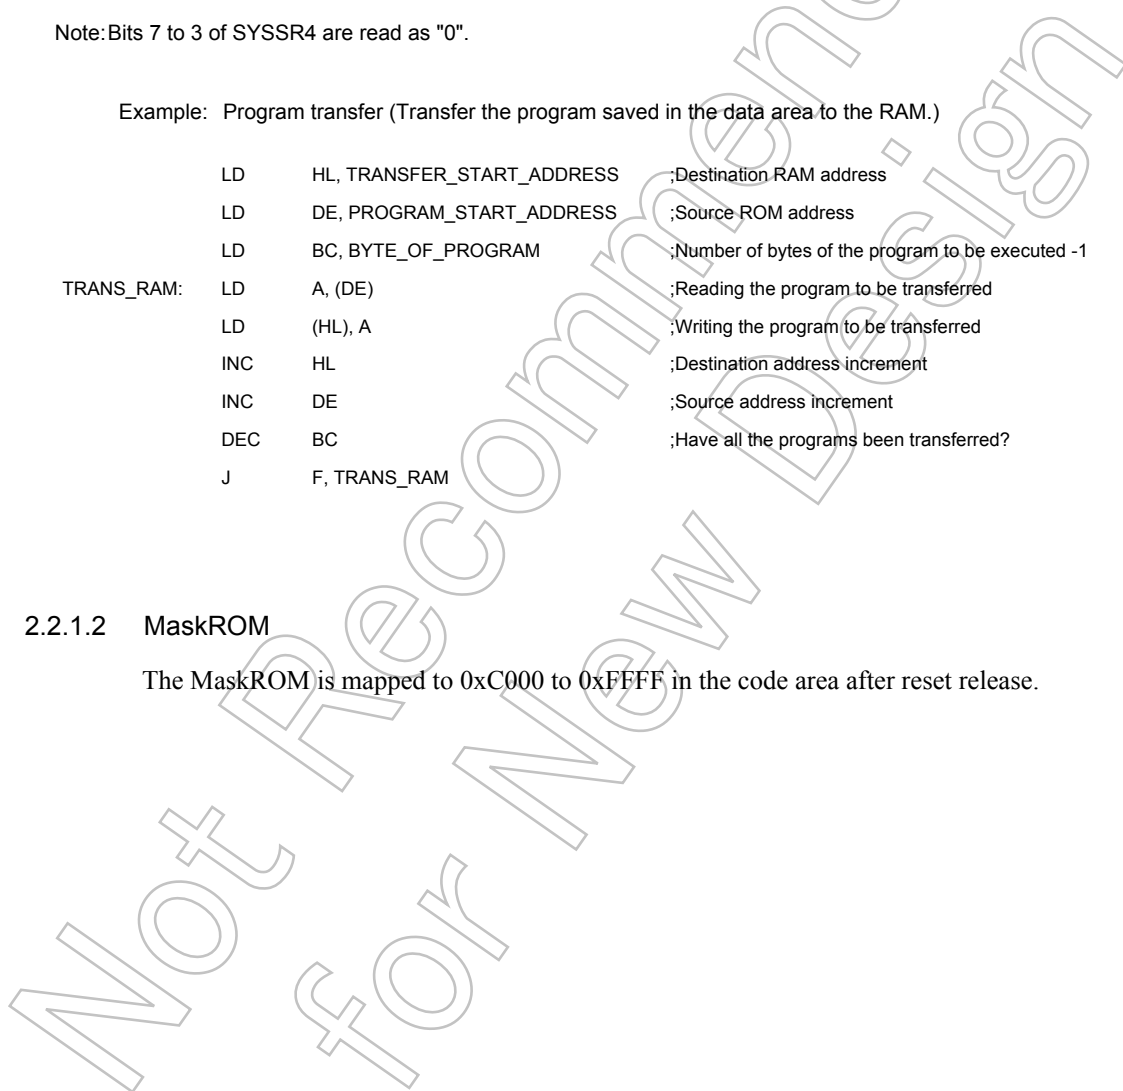 Note:Bits 7 to 3 of SYSSR4 are read as "0".
Example: Program transfer (Transfer the program saved in the data area to the RAM.)
LD HL, TRANSFER_START_ADDRESS ;Destination RAM address
LD DE, PROGRAM_START_ADDRESS ;Source ROM address
LD BC, BYTE_OF_PROGRAM ;Number of bytes of the program to be executed -1
TRANS_RAM: LD A, (DE) ;Reading the program to be transferred
LD (HL), A ;Writing the program to be transferred
INC HL ;Destination address increment
INC DE ;Source address increment
DEC BC ;Have all the programs been transferred?
J F, TRANS_RAM
2.2.1.2 MaskROM
The MaskROM is mapped to 0xC000 to 0xFFFF in the code area after reset release.
Not Recommen
for New Design